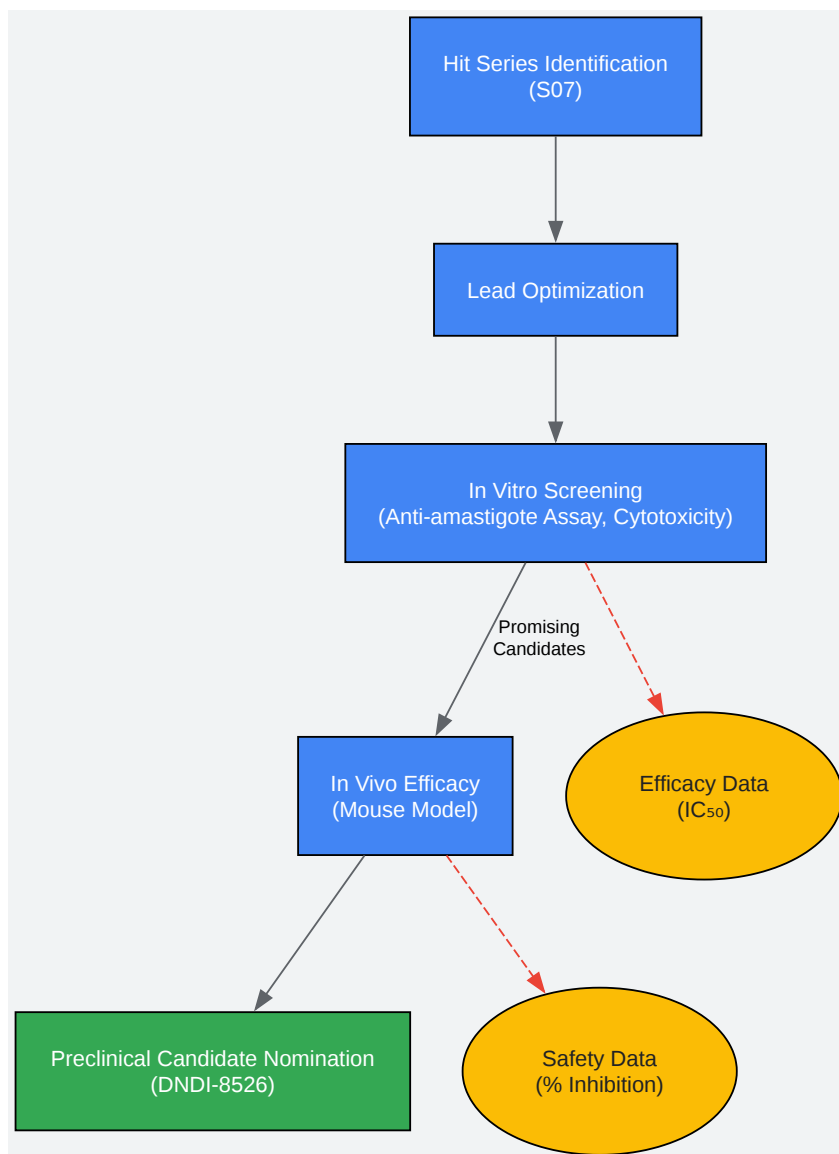 Hit Series Identification
(S07)
Lead Optimization
In Vitro Screening
(Anti-amastigote Assay, Cytotoxicity)
Promising
Candidates
In Vivo Efficacy
(Mouse Model)
Efficacy Data
(IC₅₀)
Preclinical Candidate Nomination
(DNDI-8526)
Safety Data
(% Inhibition)